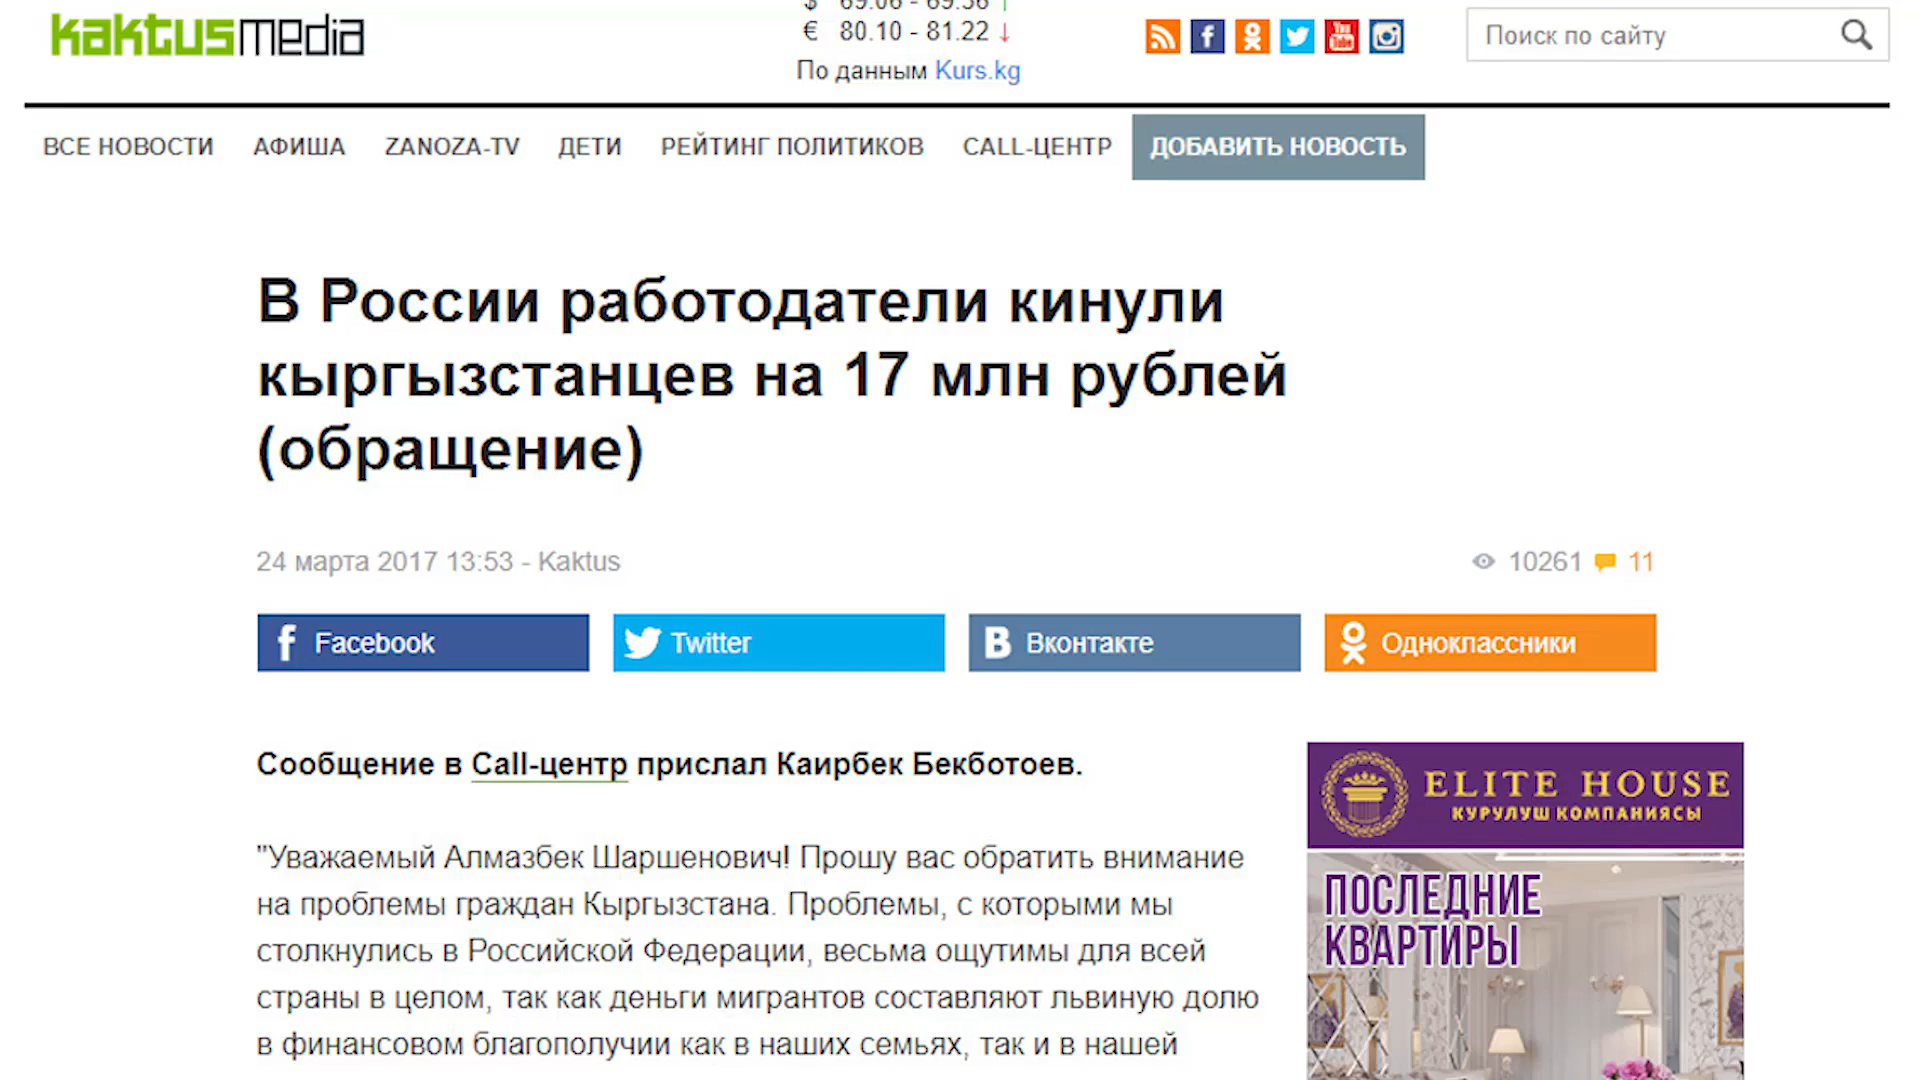 kaktusmedia
$ 69.06 - 69.56 ↑
€ 80.10 - 81.22 ↓
По данным Kurs.kg
Поиск по сайту
ВСЕ НОВОСТИ АФИША ZANOZA-TV ДЕТИ РЕЙТИНГ ПОЛИТИКОВ CALL-ЦЕНТР ДОБАВИТЬ НОВОСТЬ
В России работодатели кинули
кыргызстанцев на 17 млн рублей
(обращение)
24 марта 2017 13:53 - Kaktus
10261 11
Facebook Twitter Вконтакте Одноклассники
Сообщение в Call-центр прислал Каирбек Бекботоев.
"Уважаемый Алмазбек Шаршенович! Прошу вас обратить внимание
на проблемы граждан Кыргызстана. Проблемы, с которыми мы
столкнулись в Российской Федерации, весьма ощутимы для всей
страны в целом, так как деньги мигрантов составляют львиную долю
в финансовом благополучии как в наших семьях, так и в нашей
ELITE HOUSE
КУРУЛУШ КОМПАНИЯСЫ
ПОСЛЕДНИЕ
КВАРТИРЫ